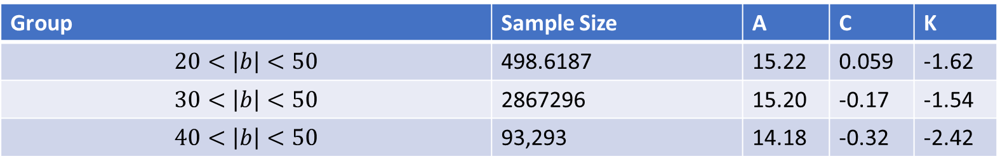 Group Sample Size A C K
20 < |b| < 50 498.6187 15.22 0.059 -1.62
30 < |b| < 50 2867296 15.20 -0.17 -1.54
40 < |b| < 50 93,293 14.18 -0.32 -2.42